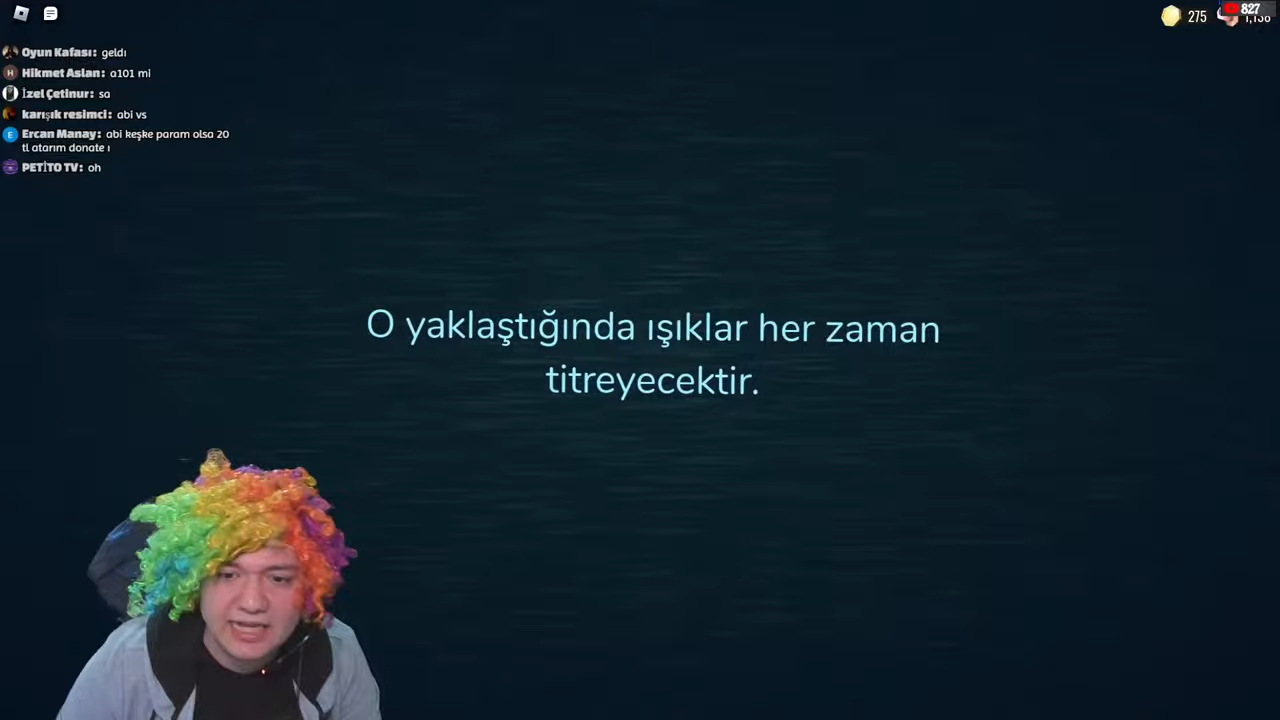 275
827
Oyun Kafası: geldı
Hikmet Aslan: a101 mi
İzel Çetinur: sa
karışık resimci: abi vs
Ercan Manay: abi keşke param olsa 20
tl atarım donate ı
PETİTO TV: oh
O yaklaştığında ışıklar her zaman
titreyecektir.